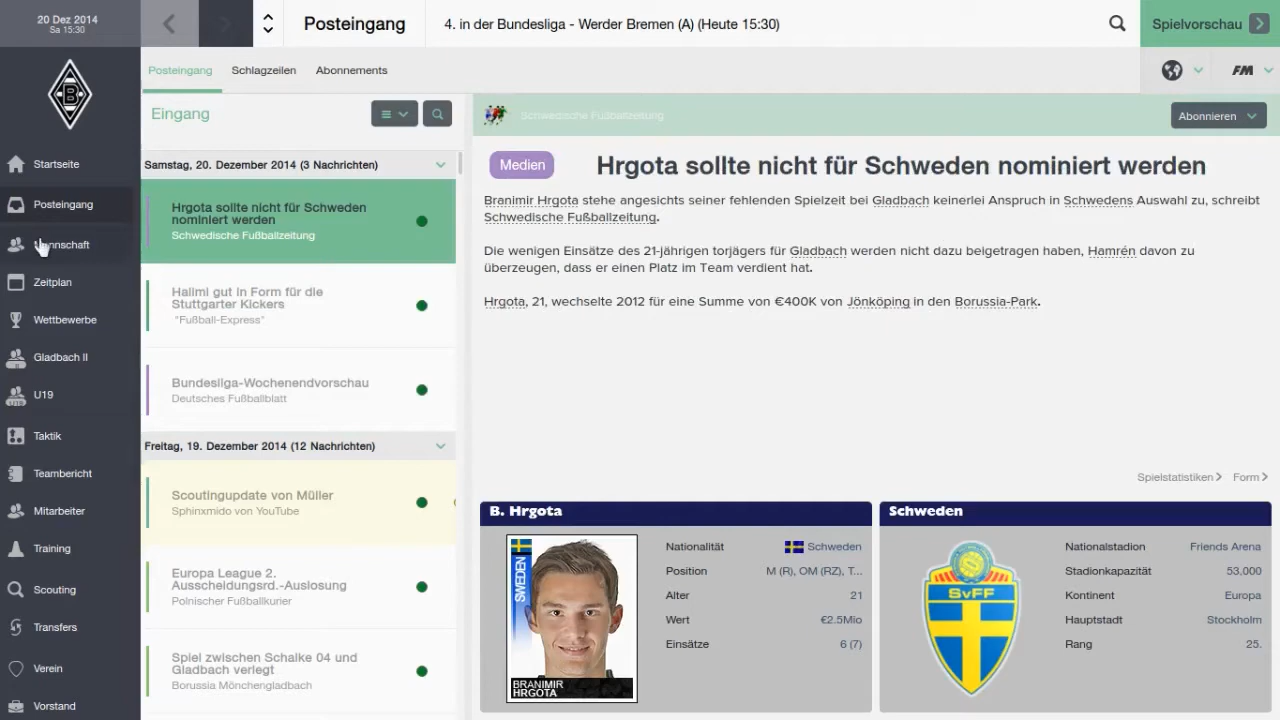 20 Dez 2014
Sa 15:30
Posteingang
4. in der Bundesliga - Werder Bremen (A) (Heute 15:30)
Spielvorschau
Posteingang
Schlagzeilen
Abonnements
FM
Startseite
Posteingang
Mannschaft
Zeitplan
Wettbewerbe
Gladbach II
U19
Taktik
Teambericht
Mitarbeiter
Training
Scouting
Transfers
Verein
Vorstand
Eingang
Samstag, 20. Dezember 2014 (3 Nachrichten)
Hrgota sollte nicht für Schweden
nominiert werden
Schwedische Fußballzeitung
Halimi gut in Form für die
Stuttgarter Kickers
"Fußball-Express"
Bundesliga-Wochenendvorschau
Deutsches Fußballblatt
Freitag, 19. Dezember 2014 (12 Nachrichten)
Scoutingupdate von Müller
Sphinxmido von YouTube
Europa League 2.
Ausscheidungsrd.-Auslosung
Polnischer Fußballkurier
Spiel zwischen Schalke 04 und
Gladbach verlegt
Borussia Mönchengladbach
Schwedische Fußballzeitung
Abonnieren
Medien
Hrgota sollte nicht für Schweden nominiert werden
Branimir Hrgota stehe angesichts seiner fehlenden Spielzeit bei Gladbach keinerlei Anspruch in Schwedens Auswahl zu, schreibt
Schwedische Fußballzeitung.
Die wenigen Einsätze des 21-jährigen torjägers für Gladbach werden nicht dazu beigetragen haben, Hamrén davon zu
überzeugen, dass er einen Platz im Team verdient hat.
Hrgota, 21, wechselte 2012 für eine Summe von €400K von Jönköping in den Borussia-Park.
Spielstatistiken
Form
B. Hrgota
SWEDEN
BRANIMIR
HRGOTA
Nationalität Schweden
Position M (R), OM (RZ), T...
Alter 21
Wert €2.5Mio
Einsätze 6 (7)
Schweden
SvFF
Nationalstadion Friends Arena
Stadionkapazität 53,000
Kontinent Europa
Hauptstadt Stockholm
Rang 25.